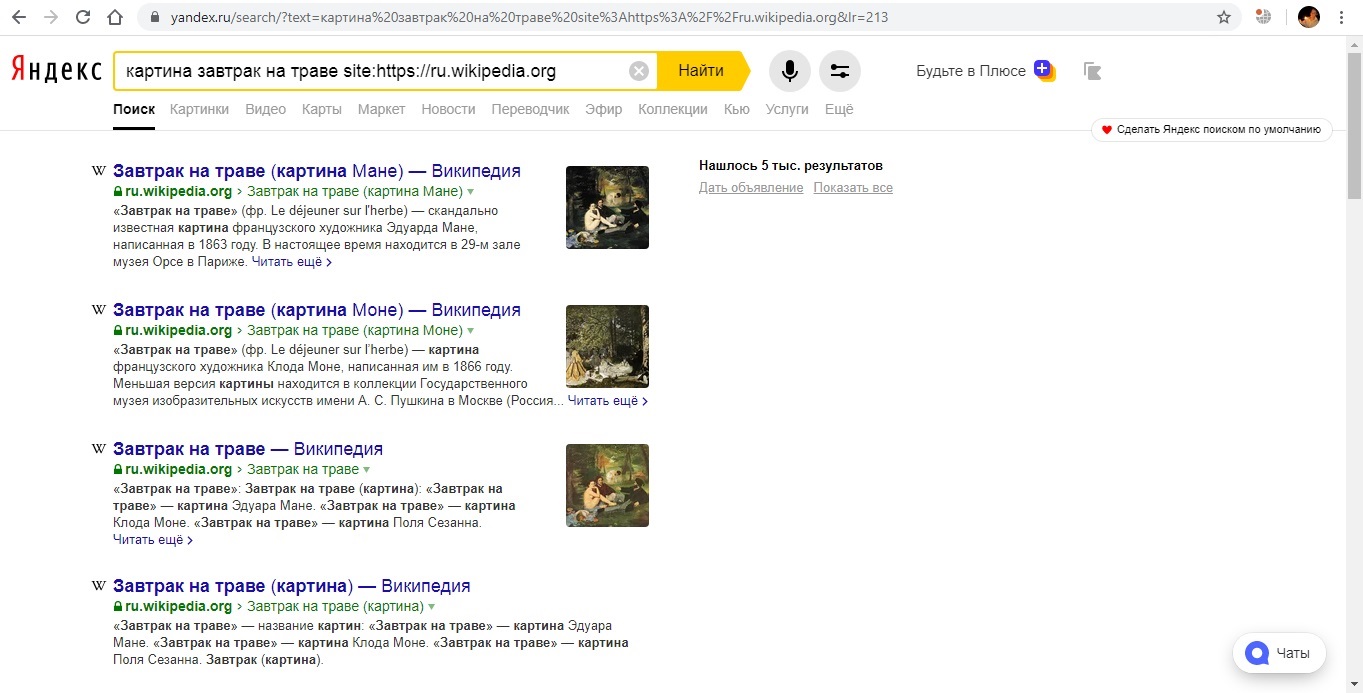 yandex.ru/search/?text=картина%20завтрак%20на%20траве%20site%3Ahttps%3A%2F%2Fru.wikipedia.org&lr=213
Яндекс
картина завтрак на траве site:https://ru.wikipedia.org
Найти
Будьте в Плюсе
Поиск Картинки Видео Карты Маркет Новости Переводчик Эфир Коллекции Кью Услуги Ещё
Сделать Яндекс поиском по умолчанию
W Завтрак на траве (картина Мане) — Википедия
ru.wikipedia.org › Завтрак на траве (картина Мане)
«Завтрак на траве» (фр. Le déjeuner sur l'herbe) — скандально
известная картина французского художника Эдуарда Мане,
написанная в 1863 году. В настоящее время находится в 29-м зале
музея Орсе в Париже. Читать ещё ›
Нашлось 5 тыс. результатов
Дать объявление Показать все
W Завтрак на траве (картина Моне) — Википедия
ru.wikipedia.org › Завтрак на траве (картина Моне)
«Завтрак на траве» (фр. Le déjeuner sur l'herbe) — картина
французского художника Клода Моне, написанная им в 1866 году.
Меньшая версия картины находится в коллекции Государственного
музея изобразительных искусств имени А. С. Пушкина в Москве (Россия... Читать ещё ›
W Завтрак на траве — Википедия
ru.wikipedia.org › Завтрак на траве
«Завтрак на траве»: Завтрак на траве (картина): «Завтрак на
траве» — картина Эдуара Мане. «Завтрак на траве» — картина
Клода Моне. «Завтрак на траве» — картина Поля Сезанна.
Читать ещё ›
W Завтрак на траве (картина) — Википедия
ru.wikipedia.org › Завтрак на траве (картина)
«Завтрак на траве» — название картин: «Завтрак на траве» — картина Эдуара
Мане. «Завтрак на траве» — картина Клода Моне. «Завтрак на траве» — картина
Поля Сезанна. Завтрак (картина).
Чаты